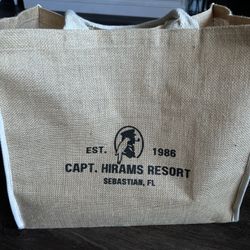 EST. 1986
CAPT. HIRAMS RESORT
SEBASTIAN, FL